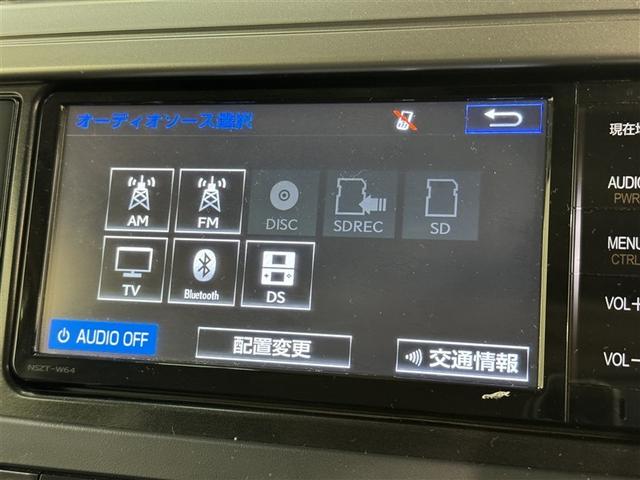 オーディオソース選択
AM
FM
DISC
SDREC
SD
TV
Bluetooth
DS
AUDIO OFF
配置変更
交通情報
NSZT-W64
現在地
AUDIO
PWR
MENU
CTRL
VOL+
VOL-